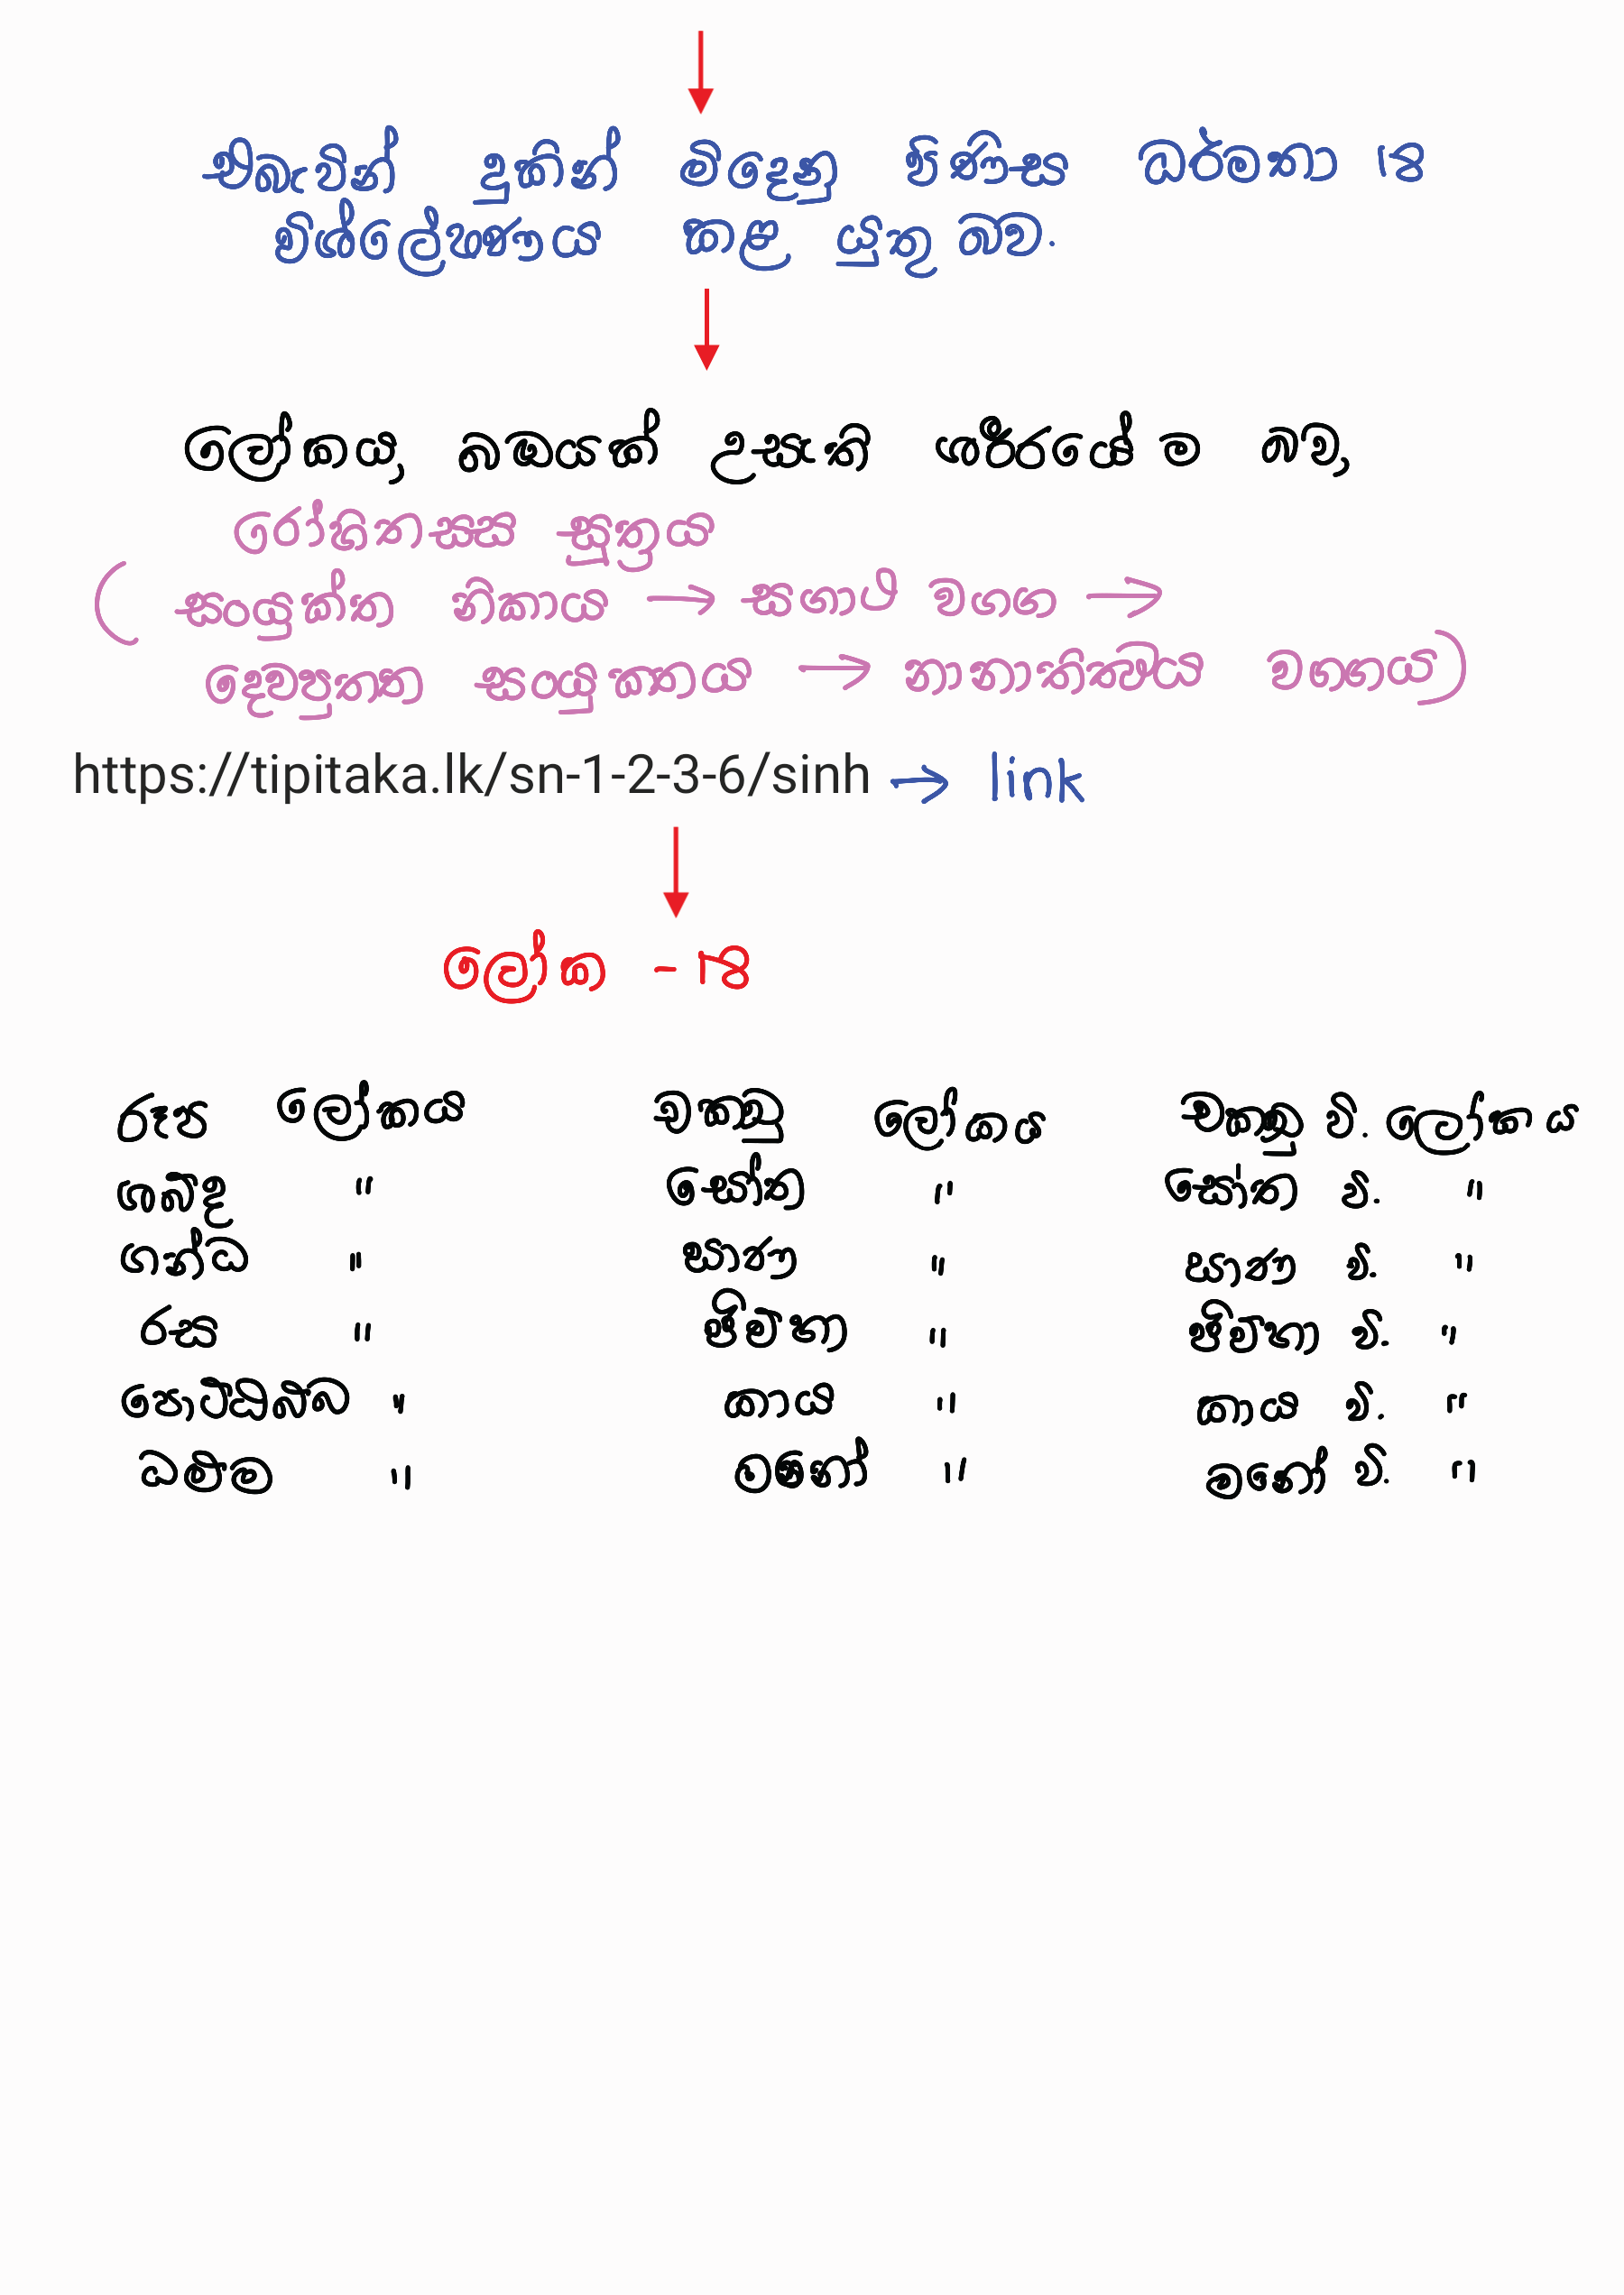 එබැවින් දුකින් මිදෙනු පිණිස ධර්මතා 18
විශ්ලේෂණය කළ යුතු බව.
ලෝකය, බඹයක් උසැති ශරීරයේ ම බව,
රෝහිතස්ස සූත්‍රය
( සංයුක්ත නිකාය → සගාථ වග්ග →
දෙවපුත්ත සංයුක්තය → නානාතිත්ථිය වග්ගය)
https://tipitaka.lk/sn-1-2-3-6/sinh → link
ලෝක - 18
රූප ලෝකය චක්ඛු ලෝකය චක්ඛු වි. ලෝකය
ශබ්ද " සෝත " සෝත වි. "
ගන්ධ " ඝාණ " ඝාණ වි. "
රස " ජිව්හා " ජිව්හා වි. "
පොට්ඨබ්බ " කාය " කාය වි. "
ධම්ම " මනෝ " මනෝ වි. "